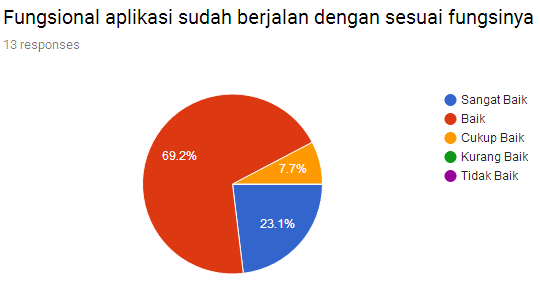 Fungsional aplikasi sudah berjalan dengan sesuai fungsinya
13 responses
Sangat Baik
Baik
Cukup Baik
Kurang Baik
Tidak Baik
69.2%
7.7%
23.1%